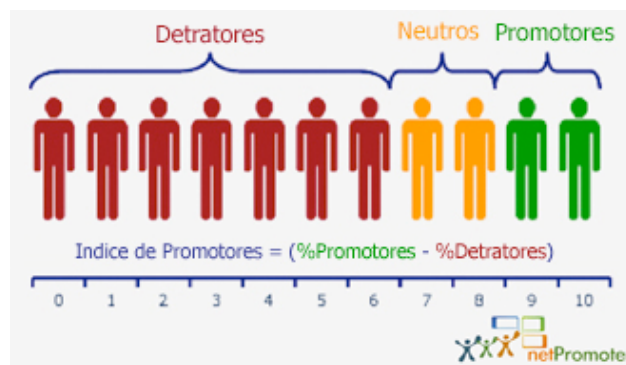 Detratores
Neutros
Promotores
Indice de Promotores = (%Promotores - %Detratores)
0 1 2 3 4 5 6 7 8 9 10
netPromote